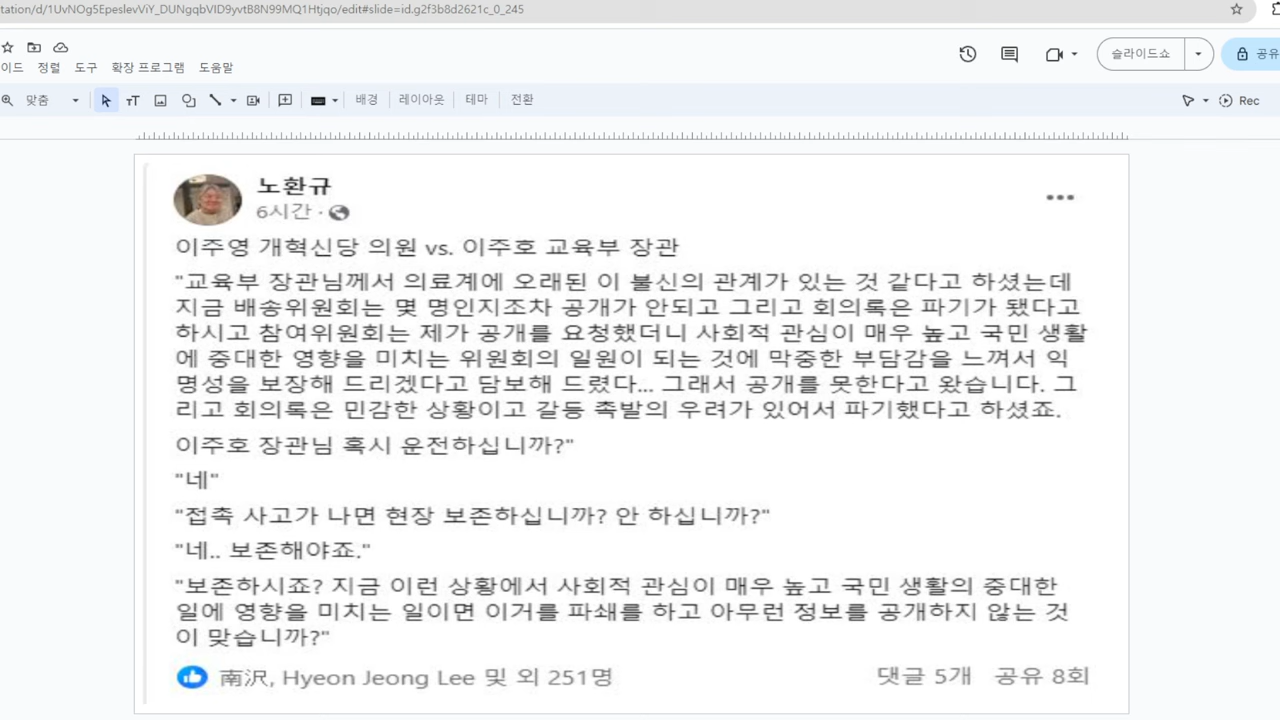 tation/d/1UvNOg5EpeslevViY_DUNgqbVID9yvtB8N99MQ1Htjqo/edit#slide=id.g2f3b8d2621c_0_245
이드 정렬 도구 확장 프로그램 도움말
슬라이드쇼
공유
맞춤
배경 레이아웃 테마 전환
Rec
노환규
6시간 ·
이주영 개혁신당 의원 vs. 이주호 교육부 장관
"교육부 장관님께서 의료계에 오래된 이 불신의 관계가 있는 것 같다고 하셨는데
지금 배송위원회는 몇 명인지조차 공개가 안되고 그리고 회의록은 파기가 됐다고
하시고 참여위원회는 제가 공개를 요청했더니 사회적 관심이 매우 높고 국민 생활
에 중대한 영향을 미치는 위원회의 일원이 되는 것에 막중한 부담감을 느껴서 익
명성을 보장해 드리겠다고 담보해 드렸다... 그래서 공개를 못한다고 왔습니다. 그
리고 회의록은 민감한 상황이고 갈등 촉발의 우려가 있어서 파기했다고 하셨죠.
이주호 장관님 혹시 운전하십니까?"
"네"
"접촉 사고가 나면 현장 보존하십니까? 안 하십니까?"
"네.. 보존해야죠."
"보존하시죠? 지금 이런 상황에서 사회적 관심이 매우 높고 국민 생활의 중대한
일에 영향을 미치는 일이면 이거를 파쇄를 하고 아무런 정보를 공개하지 않는 것
이 맞습니까?"
南沢, Hyeon Jeong Lee 및 외 251명
댓글 5개 공유 8회